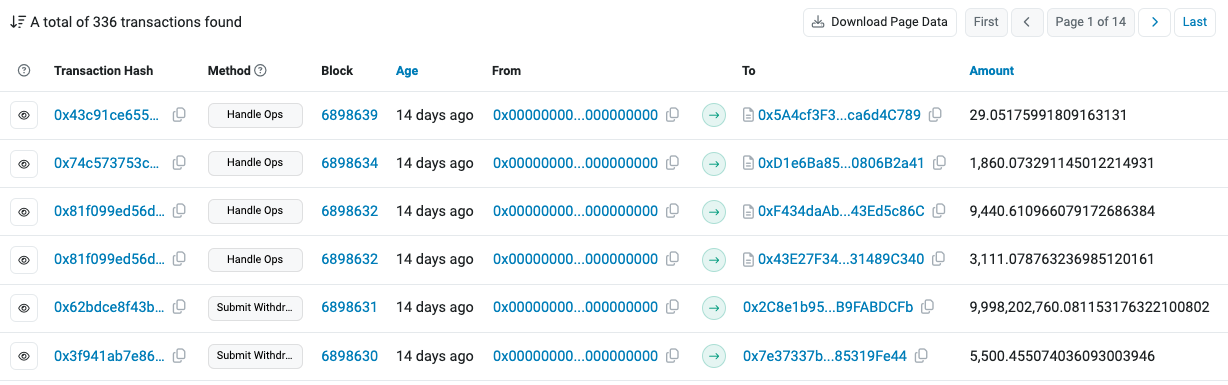 A total of 336 transactions found Download Page Data First Page 1 of 14 Last
Transaction Hash Method Block Age From To Amount
0x43c91ce655... Handle Ops 6898639 14 days ago 0x00000000...000000000 0x5A4cf3F3...ca6d4C789 29.05175991809163131
0x74c573753c... Handle Ops 6898634 14 days ago 0x00000000...000000000 0xD1e6Ba85...0806B2a41 1,860.073291145012214931
0x81f099ed56d... Handle Ops 6898632 14 days ago 0x00000000...000000000 0xF434daAb...43Ed5c86C 9,440.610966079172686384
0x81f099ed56d... Handle Ops 6898632 14 days ago 0x00000000...000000000 0x43E27F34...31489C340 3,111.078763236985120161
0x62bdce8f43b... Submit Withdr... 6898631 14 days ago 0x00000000...000000000 0x2C8e1b95...B9FABDCFb 9,998,202,760.081153176322100802
0x3f941ab7e86... Submit Withdr... 6898630 14 days ago 0x00000000...000000000 0x7e37337b...85319Fe44 5,500.455074036093003946